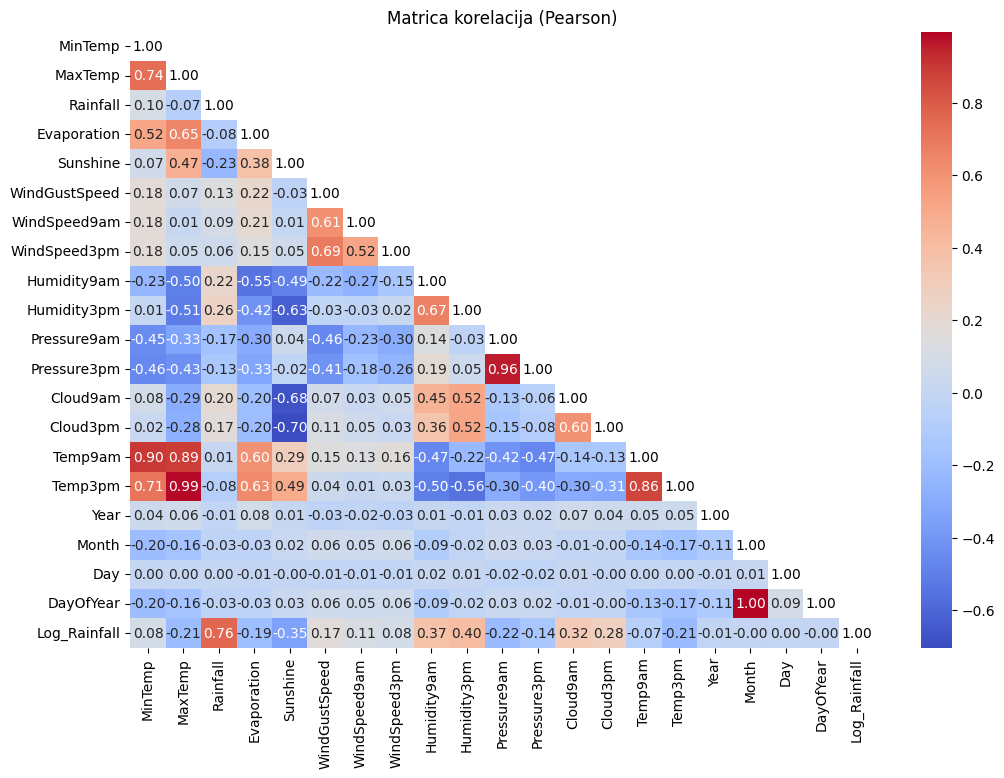 Matrica korelacija (Pearson)
MinTemp 1.00
MaxTemp 0.74 1.00
Rainfall 0.10 -0.07 1.00
Evaporation 0.52 0.65 -0.08 1.00
Sunshine 0.07 0.47 -0.23 0.38 1.00
WindGustSpeed 0.18 0.07 0.13 0.22 -0.03 1.00
WindSpeed9am 0.18 0.01 0.09 0.21 0.01 0.61 1.00
WindSpeed3pm 0.18 0.05 0.06 0.15 0.05 0.69 0.52 1.00
Humidity9am -0.23 -0.50 0.22 -0.55 -0.49 -0.22 -0.27 -0.15 1.00
Humidity3pm 0.01 -0.51 0.26 -0.42 -0.63 -0.03 -0.03 0.02 0.67 1.00
Pressure9am -0.45 -0.33 -0.17 -0.30 0.04 -0.46 -0.23 -0.30 0.14 -0.03 1.00
Pressure3pm -0.46 -0.43 -0.13 -0.33 -0.02 -0.41 -0.18 -0.26 0.19 0.05 0.96 1.00
Cloud9am 0.08 -0.29 0.20 -0.20 -0.68 0.07 0.03 0.05 0.45 0.52 -0.13 -0.06 1.00
Cloud3pm 0.02 -0.28 0.17 -0.20 -0.70 0.11 0.05 0.03 0.36 0.52 -0.15 -0.08 0.60 1.00
Temp9am 0.90 0.89 0.01 0.60 0.29 0.15 0.13 0.16 -0.47 -0.22 -0.42 -0.47 -0.14 -0.13 1.00
Temp3pm 0.71 0.99 -0.08 0.63 0.49 0.04 0.01 0.03 -0.50 -0.56 -0.30 -0.40 -0.30 -0.31 0.86 1.00
Year 0.04 0.06 -0.01 0.08 0.01 -0.03 -0.02 -0.03 0.01 -0.01 0.03 0.02 0.07 0.04 0.05 0.05 1.00
Month -0.20 -0.16 -0.03 -0.03 0.02 0.06 0.05 0.06 -0.09 -0.02 0.03 0.03 -0.01 -0.00 -0.14 -0.17 -0.11 1.00
Day 0.00 0.00 0.00 -0.01 -0.00 -0.01 -0.01 -0.01 0.02 0.01 -0.02 -0.02 0.01 -0.00 0.00 0.00 -0.01 0.01 1.00
DayOfYear -0.20 -0.16 -0.03 -0.03 0.03 0.06 0.05 0.06 -0.09 -0.02 0.03 0.02 -0.01 -0.00 -0.13 -0.17 -0.11 1.00 0.09 1.00
Log_Rainfall 0.08 -0.21 0.76 -0.19 -0.35 0.17 0.11 0.08 0.37 0.40 -0.22 -0.14 0.32 0.28 -0.07 -0.21 -0.01 -0.00 0.00 -0.00 1.00
MinTemp MaxTemp Rainfall Evaporation Sunshine WindGustSpeed WindSpeed9am WindSpeed3pm Humidity9am Humidity3pm Pressure9am Pressure3pm Cloud9am Cloud3pm Temp9am Temp3pm Year Month Day DayOfYear Log_Rainfall
0.8
0.6
0.4
0.2
0.0
-0.2
-0.4
-0.6